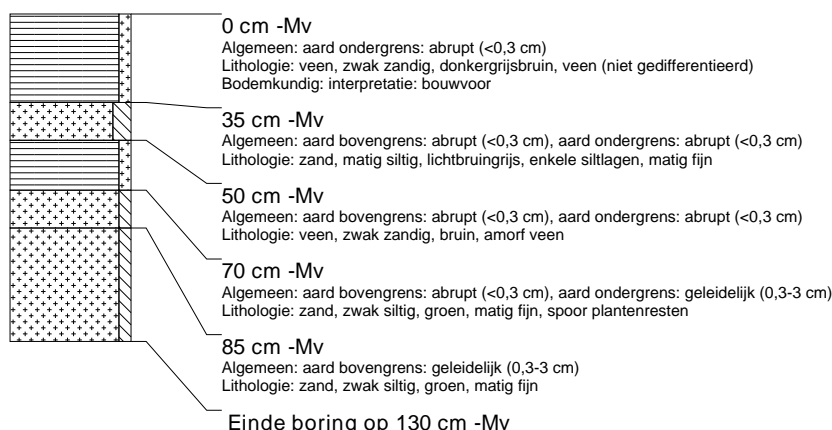 0 cm -Mv
Algemeen: aard ondergrens: abrupt (<0,3 cm)
Lithologie: veen, zwak zandig, donkergrijsbruin, veen (niet gedifferentieerd)
Bodemkundig: interpretatie: bouwvoor
35 cm -Mv
Algemeen: aard bovengrens: abrupt (<0,3 cm), aard ondergrens: abrupt (<0,3 cm)
Lithologie: zand, matig siltig, lichtbruingrijs, enkele siltlagen, matig fijn
50 cm -Mv
Algemeen: aard bovengrens: abrupt (<0,3 cm), aard ondergrens: abrupt (<0,3 cm)
Lithologie: veen, zwak zandig, bruin, amorf veen
70 cm -Mv
Algemeen: aard bovengrens: abrupt (<0,3 cm), aard ondergrens: geleidelijk (0,3-3 cm)
Lithologie: zand, zwak siltig, groen, matig fijn, spoor plantenresten
85 cm -Mv
Algemeen: aard bovengrens: geleidelijk (0,3-3 cm)
Lithologie: zand, zwak siltig, groen, matig fijn
Einde boring op 130 cm -Mv